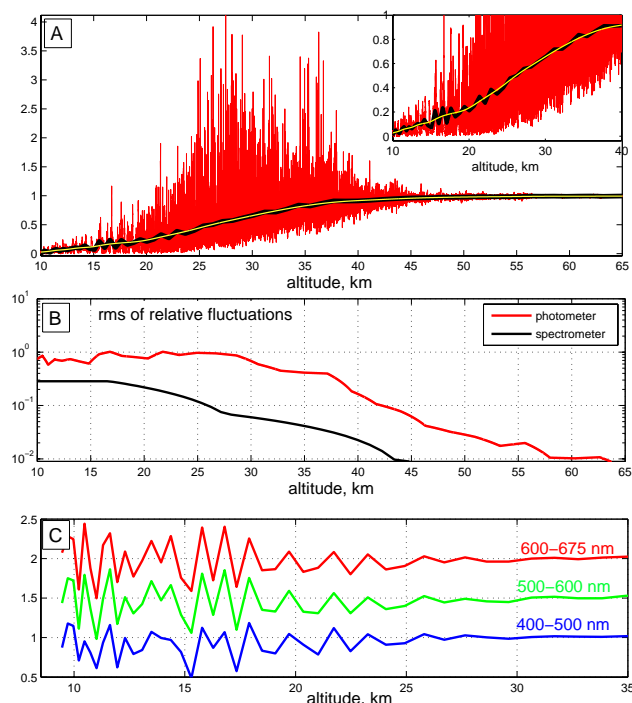 A
4
3.5
3
2.5
2
1.5
1
0.5
0
10 15 20 25 30 35 40 45 50 55 60 65
altitude, km
1
0.8
0.6
0.4
0.2
0
10 20 30 40
altitude, km
B
rms of relative fluctuations
photometer
spectrometer
10^1
10^0
10^-1
10^-2
10 15 20 25 30 35 40 45 50 55 60 65
altitude, km
C
2.5
2
1.5
1
0.5
600-675 nm
500-600 nm
400-500 nm
10 15 20 25 30 35
altitude, km